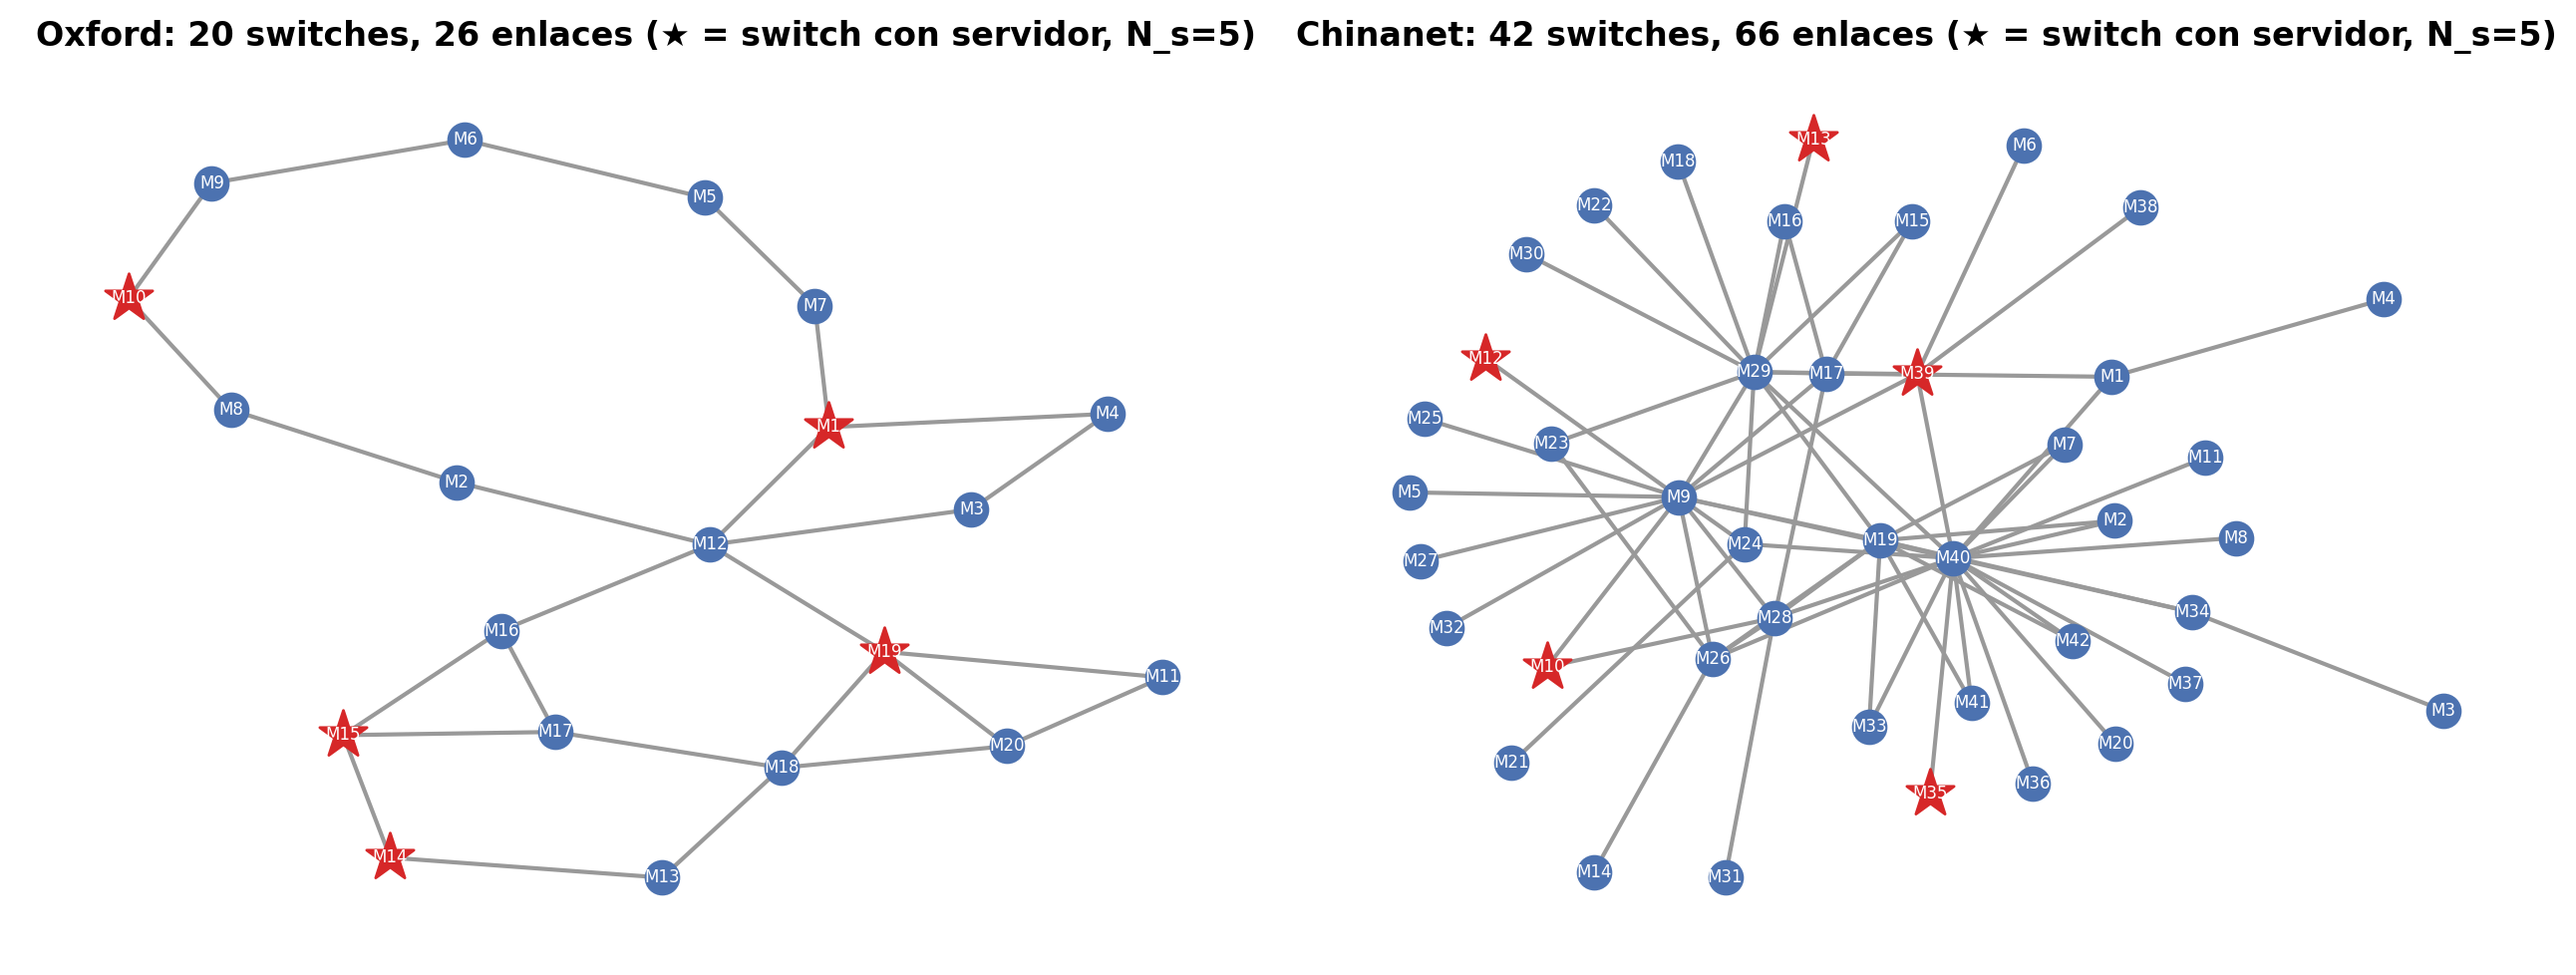 Oxford: 20 switches, 26 enlaces (★ = switch con servidor, N_s=5)
M6
M9
M5
M10
M7
M8
M4
M1
M2
M3
M12
M16
M19
M11
M15
M17
M20
M18
M14
M13
Chinanet: 42 switches, 66 enlaces (★ = switch con servidor, N_s=5)
M13
M6
M18
M22
M38
M16
M15
M30
M4
M12
M29
M17
M39
M1
M25
M23
M7
M11
M5
M9
M2
M27
M24
M19
M8
M40
M32
M28
M34
M10
M26
M42
M37
M41
M3
M33
M21
M20
M35
M36
M14
M31